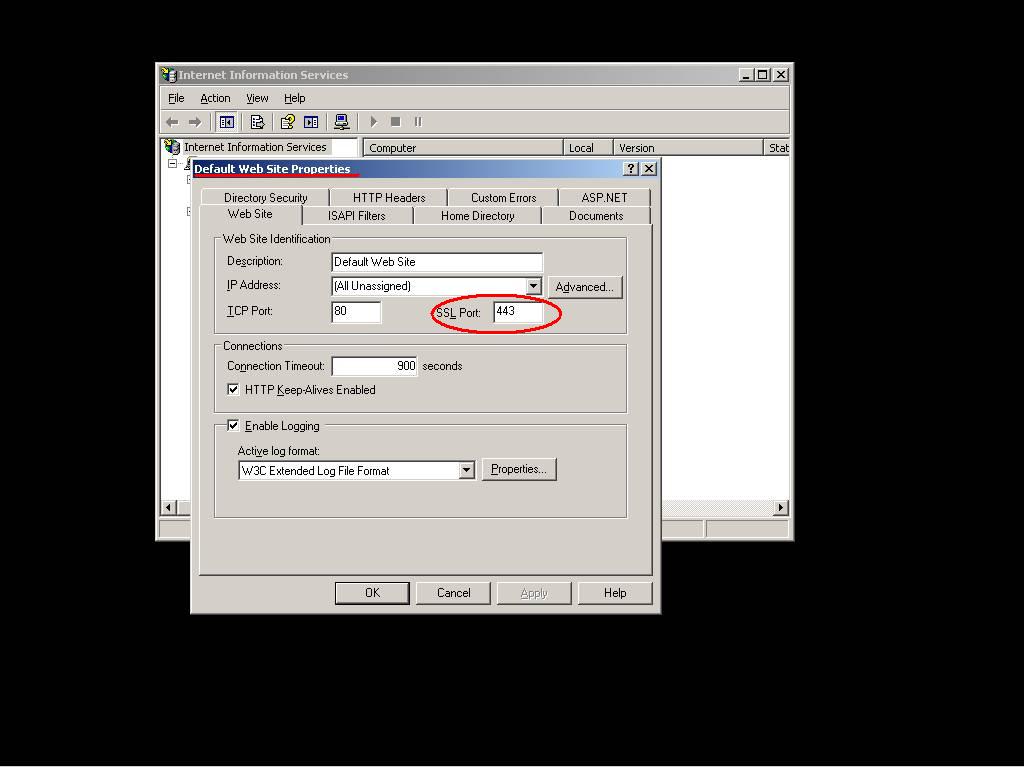 Internet Information Services
File Action View Help
Internet Information Services Computer Local Version Stat
Default Web Site Properties
Directory Security HTTP Headers Custom Errors ASP.NET
Web Site ISAPI Filters Home Directory Documents
Web Site Identification
Description: Default Web Site
IP Address: (All Unassigned) Advanced...
TCP Port: 80 SSL Port: 443
Connections
Connection Timeout: 900 seconds
HTTP Keep-Alives Enabled
Enable Logging
Active log format:
W3C Extended Log File Format Properties...
OK Cancel Apply Help